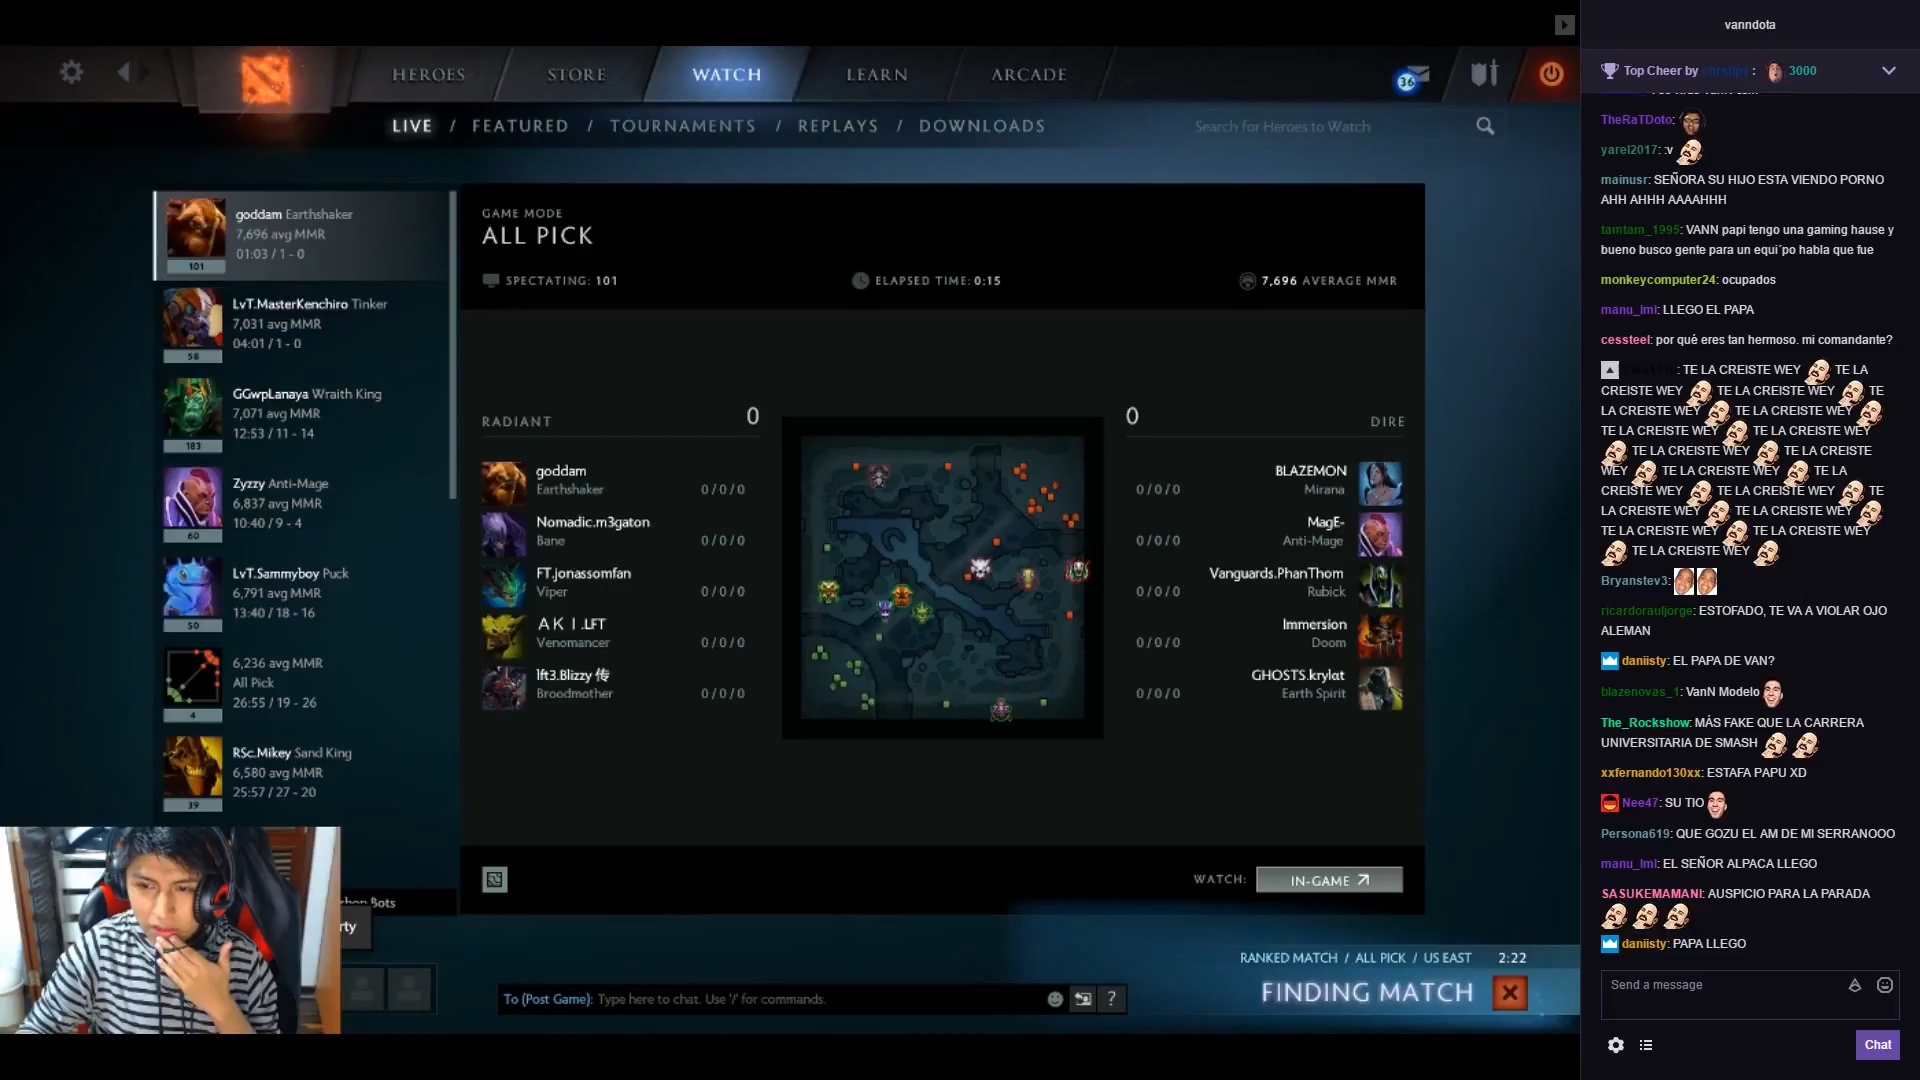 vanndota
HEROES
STORE
WATCH
LEARN
ARCADE
36
LIVE / FEATURED / TOURNAMENTS / REPLAYS / DOWNLOADS
Search for Heroes to Watch
goddam Earthshaker
7,696 avg MMR
01:03 / 1 - 0
101
LvT.MasterKenchiro Tinker
7,031 avg MMR
04:01 / 1 - 0
58
GGwpLanaya Wraith King
7,071 avg MMR
12:53 / 11 - 14
183
Zyzzy Anti-Mage
6,837 avg MMR
10:40 / 9 - 4
60
LvT.Sammyboy Puck
6,791 avg MMR
13:40 / 18 - 16
50
6,236 avg MMR
All Pick
26:55 / 19 - 26
4
RSc.Mikey Sand King
6,580 avg MMR
25:57 / 27 - 20
39
GAME MODE
ALL PICK
SPECTATING: 101
ELAPSED TIME: 0:15
7,696 AVERAGE MMR
RADIANT
0
0
DIRE
goddam
Earthshaker
0/0/0
Nomadic.m3gaton
Bane
0/0/0
FT.jonassomfan
Viper
0/0/0
A K I .LFT
Venomancer
0/0/0
lft3.Blizzy 传
Broodmother
0/0/0
BLAZEMON
0/0/0
Mirana
MagE-
0/0/0
Anti-Mage
Vanguards.PhanThom
0/0/0
Rubick
Immersion
0/0/0
Doom
GHOSTS.krylat
0/0/0
Earth Spirit
WATCH:
IN-GAME
Bots
rty
To (Post Game): Type here to chat. Use '/' for commands.
?
RANKED MATCH / ALL PICK / US EAST
2:22
FINDING MATCH
Top Cheer by
: 3000
TheRaTDoto:
yarel2017: :v
mainusr: SEÑORA SU HIJO ESTA VIENDO PORNO
AHH AHHH AAAAHHH
tamtam_1995: VANN papi tengo una gaming hause y
bueno busco gente para un equi´po habla que fue
monkeycomputer24: ocupados
manu_lml: LLEGO EL PAPA
cessteel: por qué eres tan hermoso. mi comandante?
: TE LA CREISTE WEY TE LA
CREISTE WEY TE LA CREISTE WEY TE
LA CREISTE WEY TE LA CREISTE WEY
TE LA CREISTE WEY TE LA CREISTE WEY
TE LA CREISTE WEY TE LA CREISTE
WEY TE LA CREISTE WEY TE LA
CREISTE WEY TE LA CREISTE WEY TE
LA CREISTE WEY TE LA CREISTE WEY
TE LA CREISTE WEY TE LA CREISTE WEY
TE LA CREISTE WEY
Bryanstev3:
ricardorauljorge: ESTOFADO, TE VA A VIOLAR OJO
ALEMAN
daniisty: EL PAPA DE VAN?
blazenovas_1: VanN Modelo
The_Rockshow: MÁS FAKE QUE LA CARRERA
UNIVERSITARIA DE SMASH
xxfernando130xx: ESTAFA PAPU XD
Nee47: SU TIO
Persona619: QUE GOZU EL AM DE MI SERRANOOO
manu_lml: EL SEÑOR ALPACA LLEGO
SASUKEMAMANI: AUSPICIO PARA LA PARADA
daniisty: PAPA LLEGO
Send a message
Chat